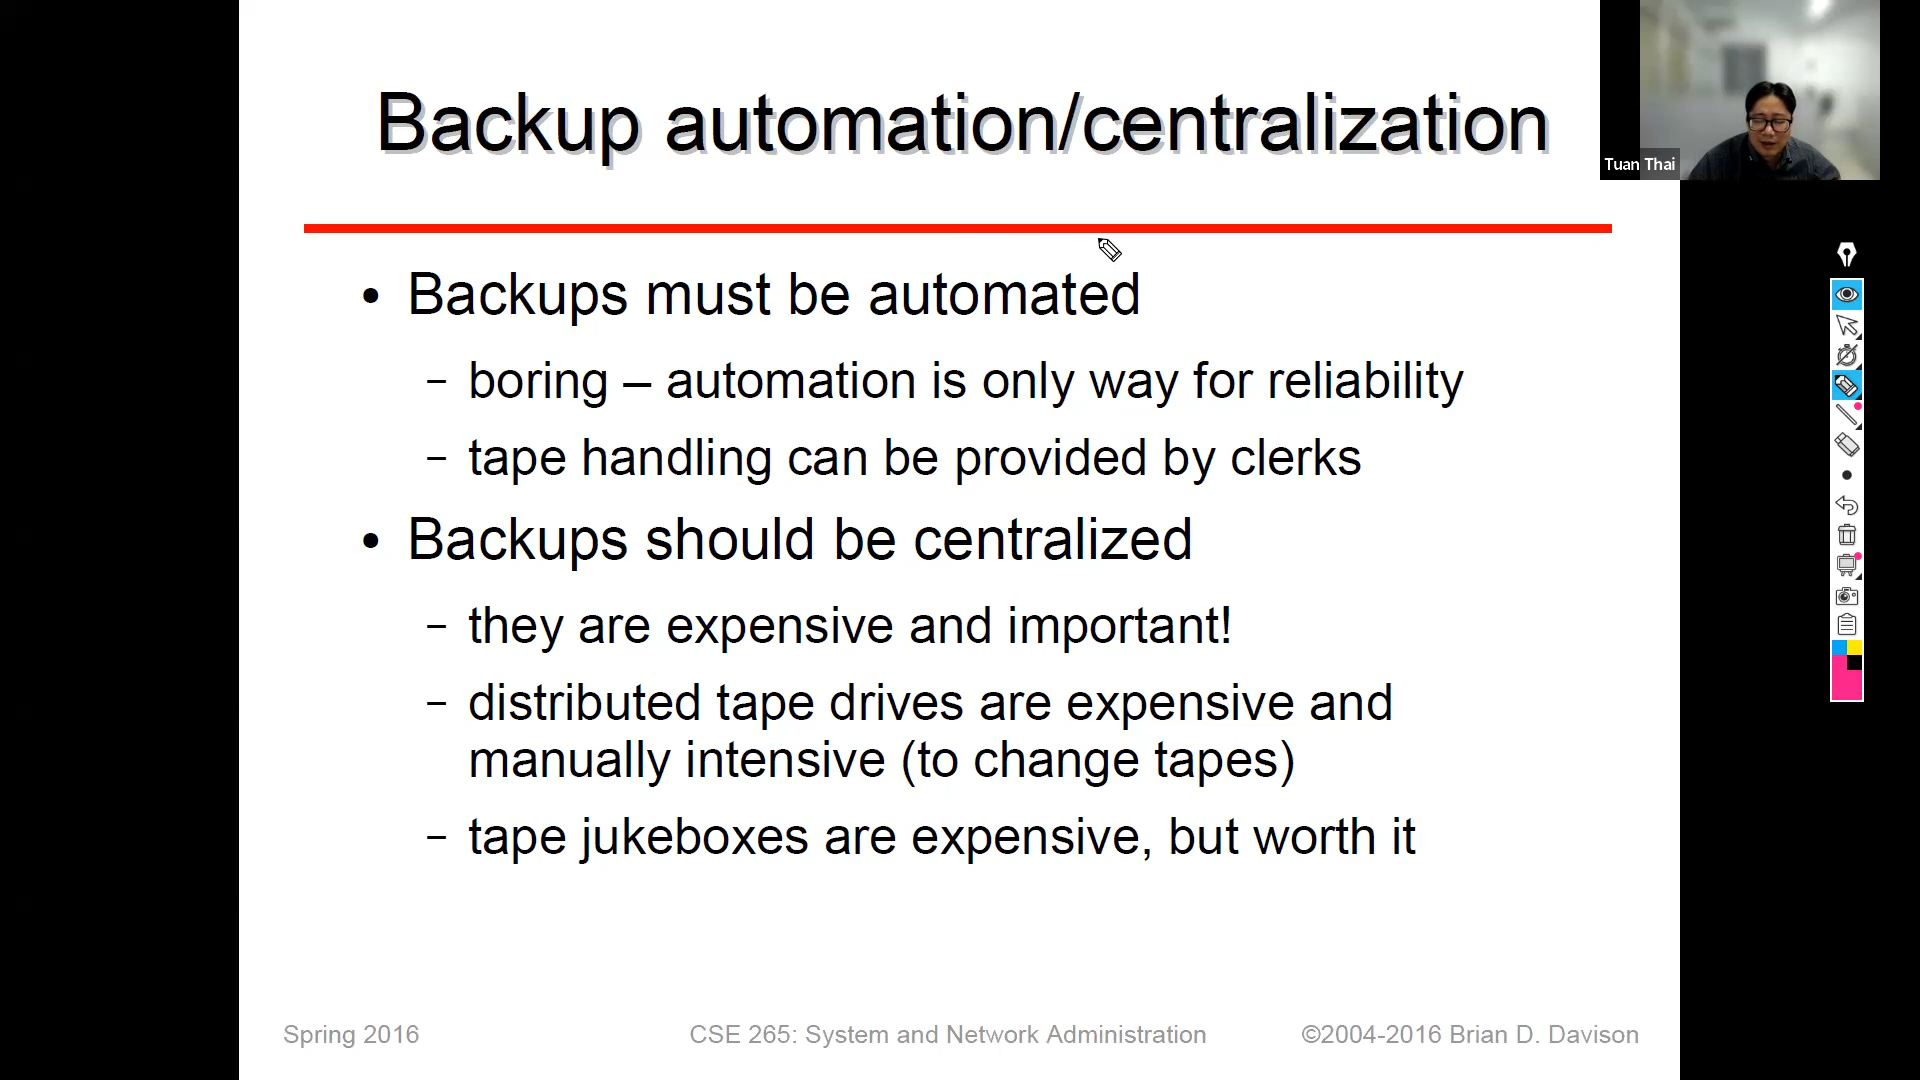 Backup automation/centralization
Tuan Thai
• Backups must be automated
– boring – automation is only way for reliability
– tape handling can be provided by clerks
• Backups should be centralized
– they are expensive and important!
– distributed tape drives are expensive and
manually intensive (to change tapes)
– tape jukeboxes are expensive, but worth it
Spring 2016
CSE 265: System and Network Administration
©2004-2016 Brian D. Davison